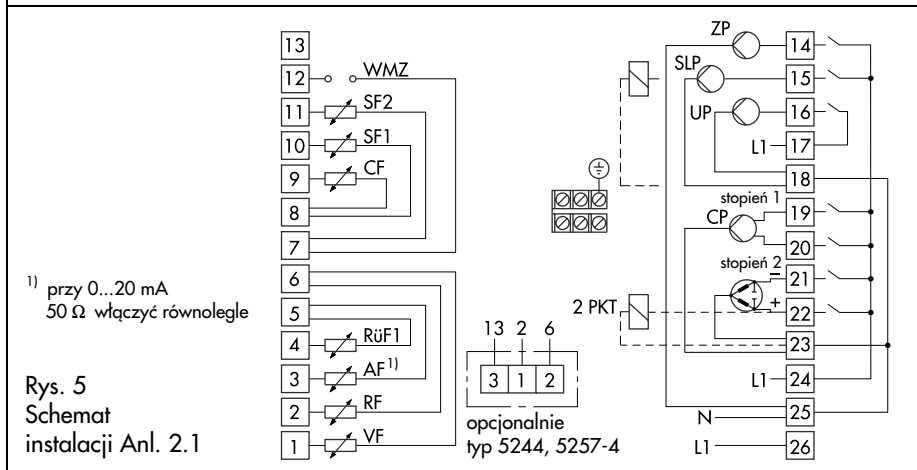 13
12 WMZ
11 SF2
10 SF1
9 CF
8
7
6
5
4 RüF1
3 AF 1)
2 RF
1 VF
1) przy 0...20 mA
50 Ω włączyć równolegle
Rys. 5
Schemat
instalacji Anl. 2.1
13 2 6
3 1 2
opcjonalnie
typ 5244, 5257-4
ZP 14
SLP 15
UP 16
L1 17
18
stopień 1 19
CP 20
stopień 2 − 21
2 PKT + 22
23
L1 24
25
N
L1 26